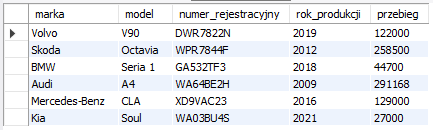 marka model numer_rejestracyjny rok_produkcji przebieg
Volvo V90 DWR7822N 2019 122000
Skoda Octavia WPR7844F 2012 258500
BMW Seria 1 GA532TF3 2018 44700
Audi A4 WA64BE2H 2009 291168
Mercedes-Benz CLA XD9VAC23 2016 129000
Kia Soul WA03BU4S 2021 27000